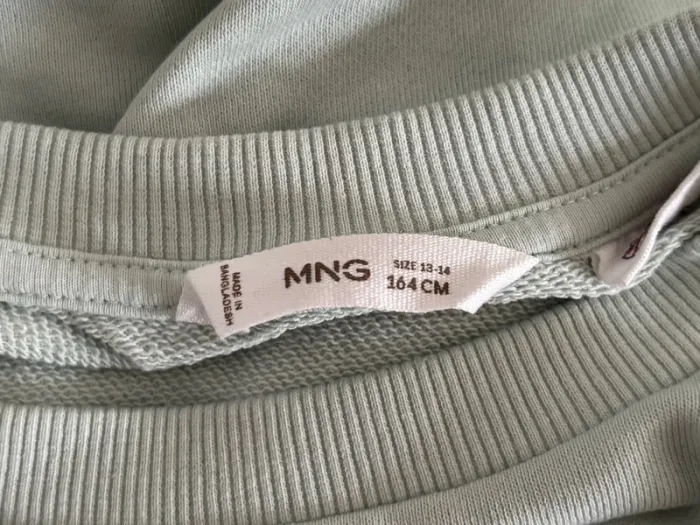 MADE IN
BANGLADESH
MNG
SIZE 13-14
164 CM